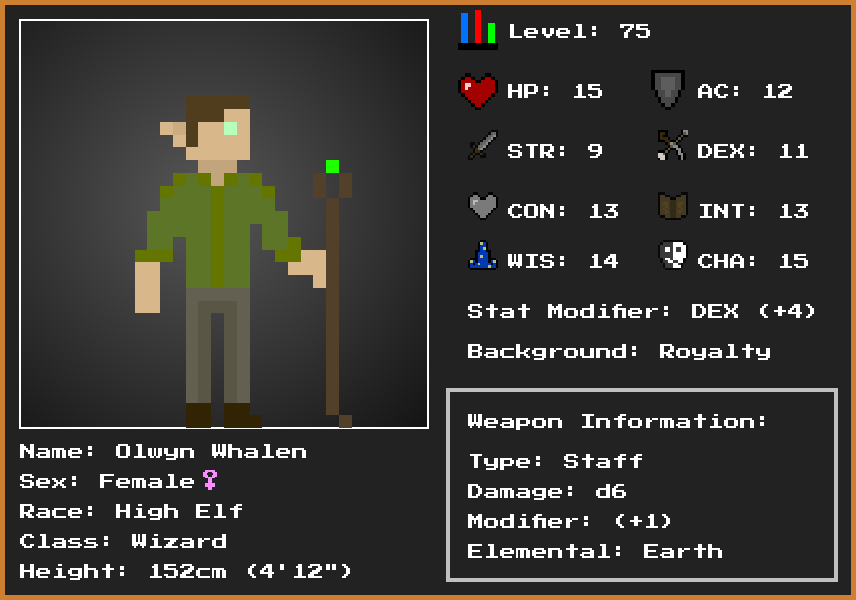 Level: 75
HP: 15
AC: 12
STR: 9
DEX: 11
CON: 13
INT: 13
WIS: 14
CHA: 15
Stat Modifier: DEX (+4)
Background: Royalty
Weapon Information:
Type: Staff
Damage: d6
Modifier: (+1)
Elemental: Earth
Name: Olwyn Whalen
Sex: Female♀
Race: High Elf
Class: Wizard
Height: 152cm (4'12")